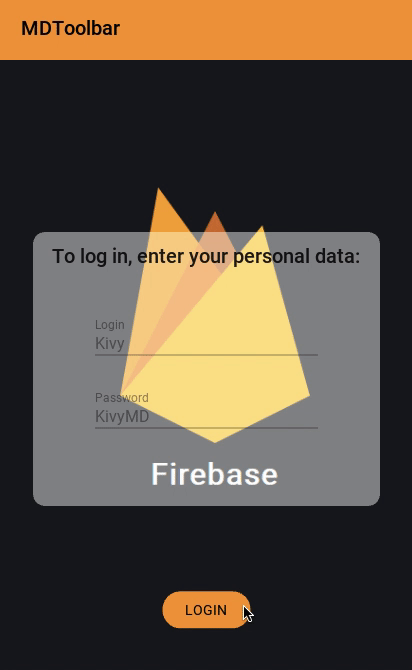 MDToolbar
To log in, enter your personal data:
Login
Kivy
Password
KivyMD
Firebase
LOGIN